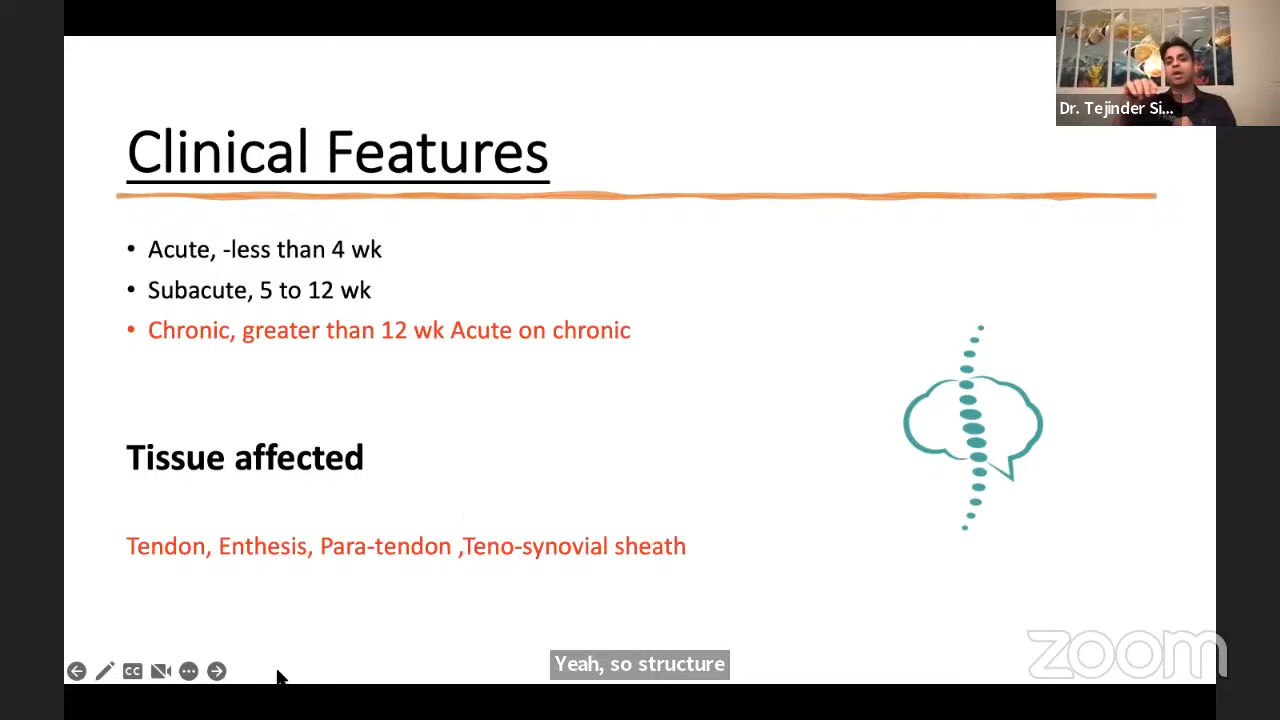 Dr. Tejinder Si...
Clinical Features
• Acute, -less than 4 wk
• Subacute, 5 to 12 wk
• Chronic, greater than 12 wk Acute on chronic
Tissue affected
Tendon, Enthesis, Para-tendon ,Teno-synovial sheath
CC
Yeah, so structure
zoom